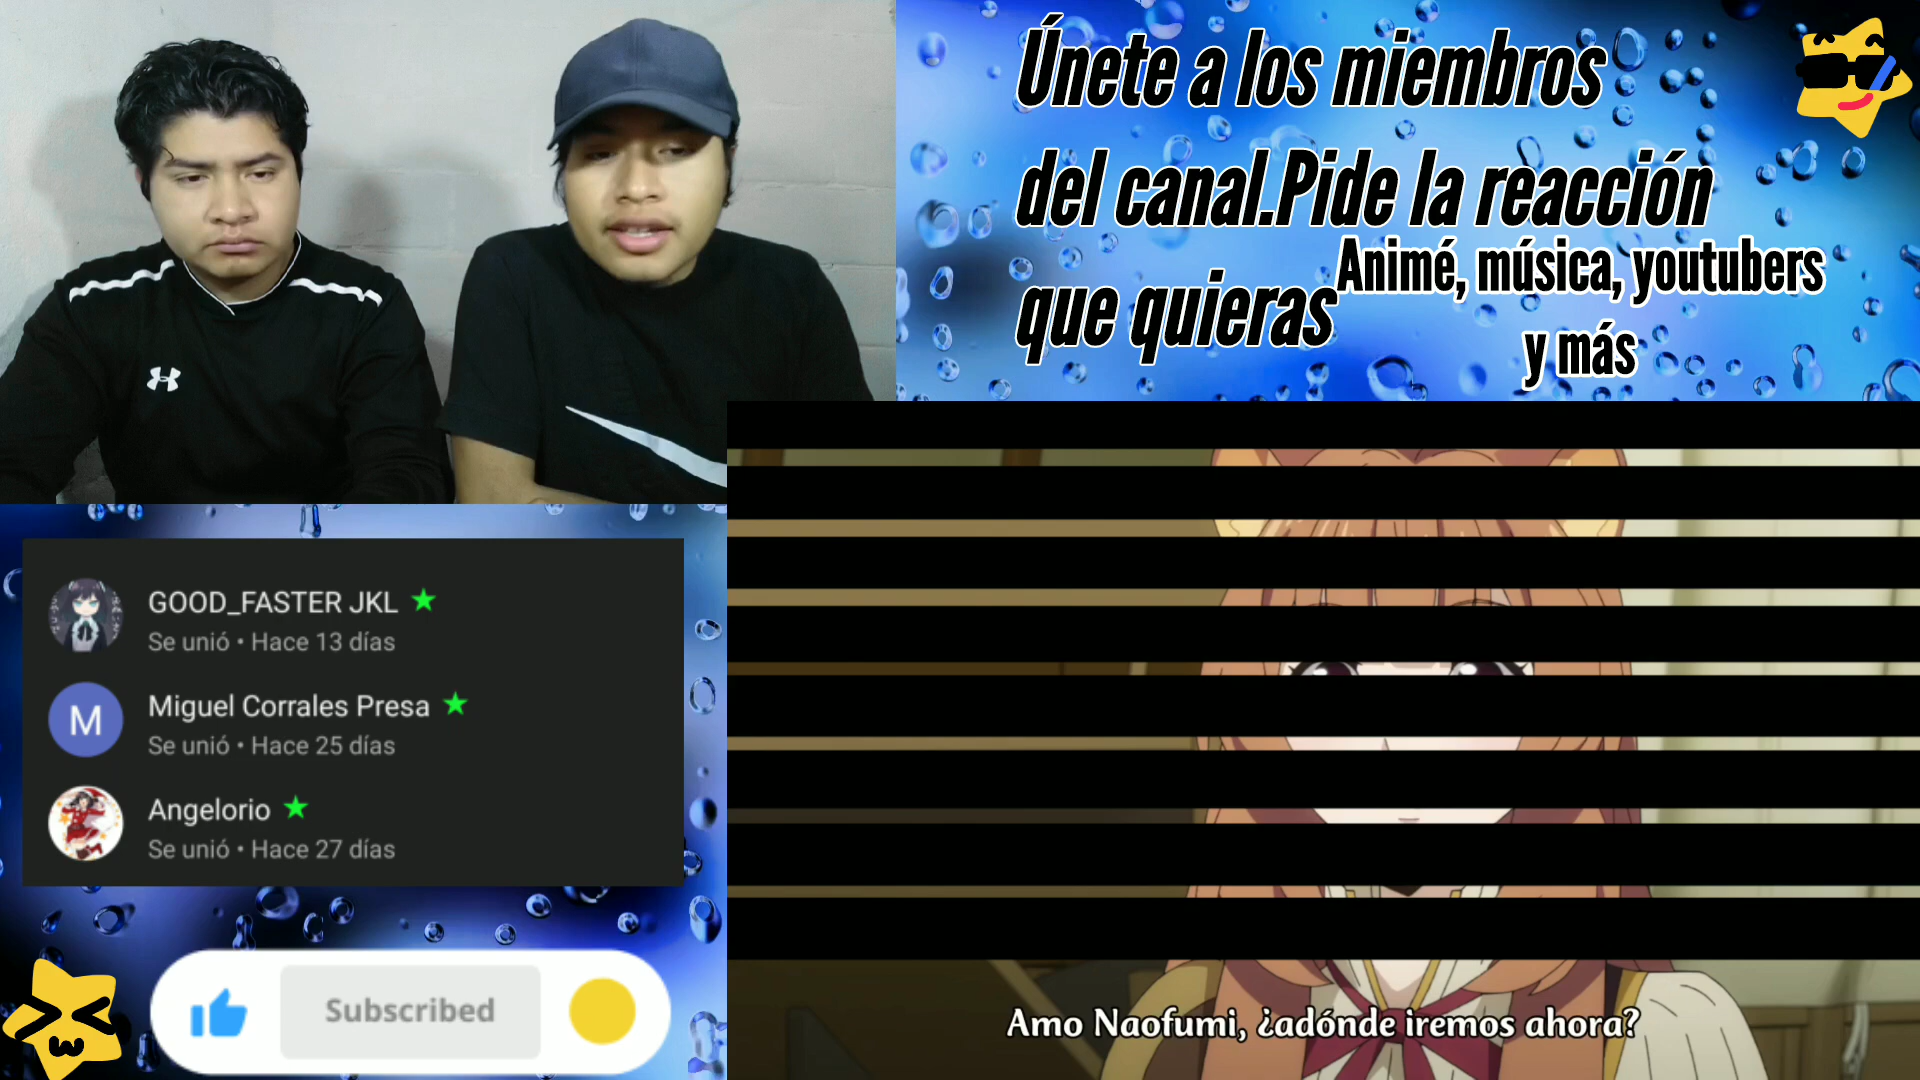 Únete a los miembros
del canal.Pide la reacción
que quieras
Animé, música, youtubers
y más
GOOD_FASTER JKL
Se unió • Hace 13 días
M
Miguel Corrales Presa
Se unió • Hace 25 días
Angelorio
Se unió • Hace 27 días
Subscribed
Amo Naofumi, ¿adónde iremos ahora?